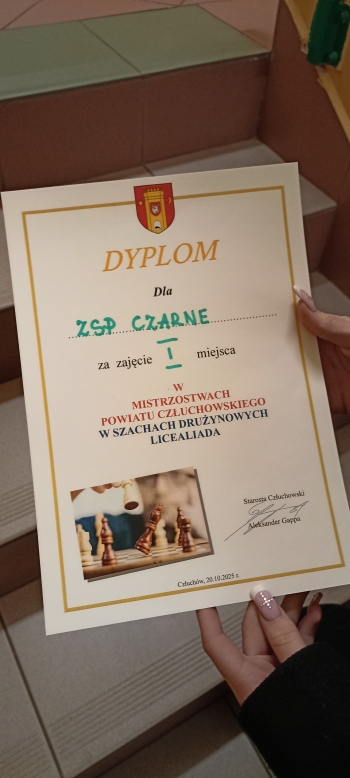 DYPLOM
Dla
ZSP CZARNE
za zajęcie I miejsca
W
MISTRZOSTWACH
POWIATU CZŁUCHOWSKIEGO
W SZACHACH DRUŻYNOWYCH
LICEALIADA
Starosta Człuchowski
Aleksander Gappa
Człuchów, 20.10.2025 r.